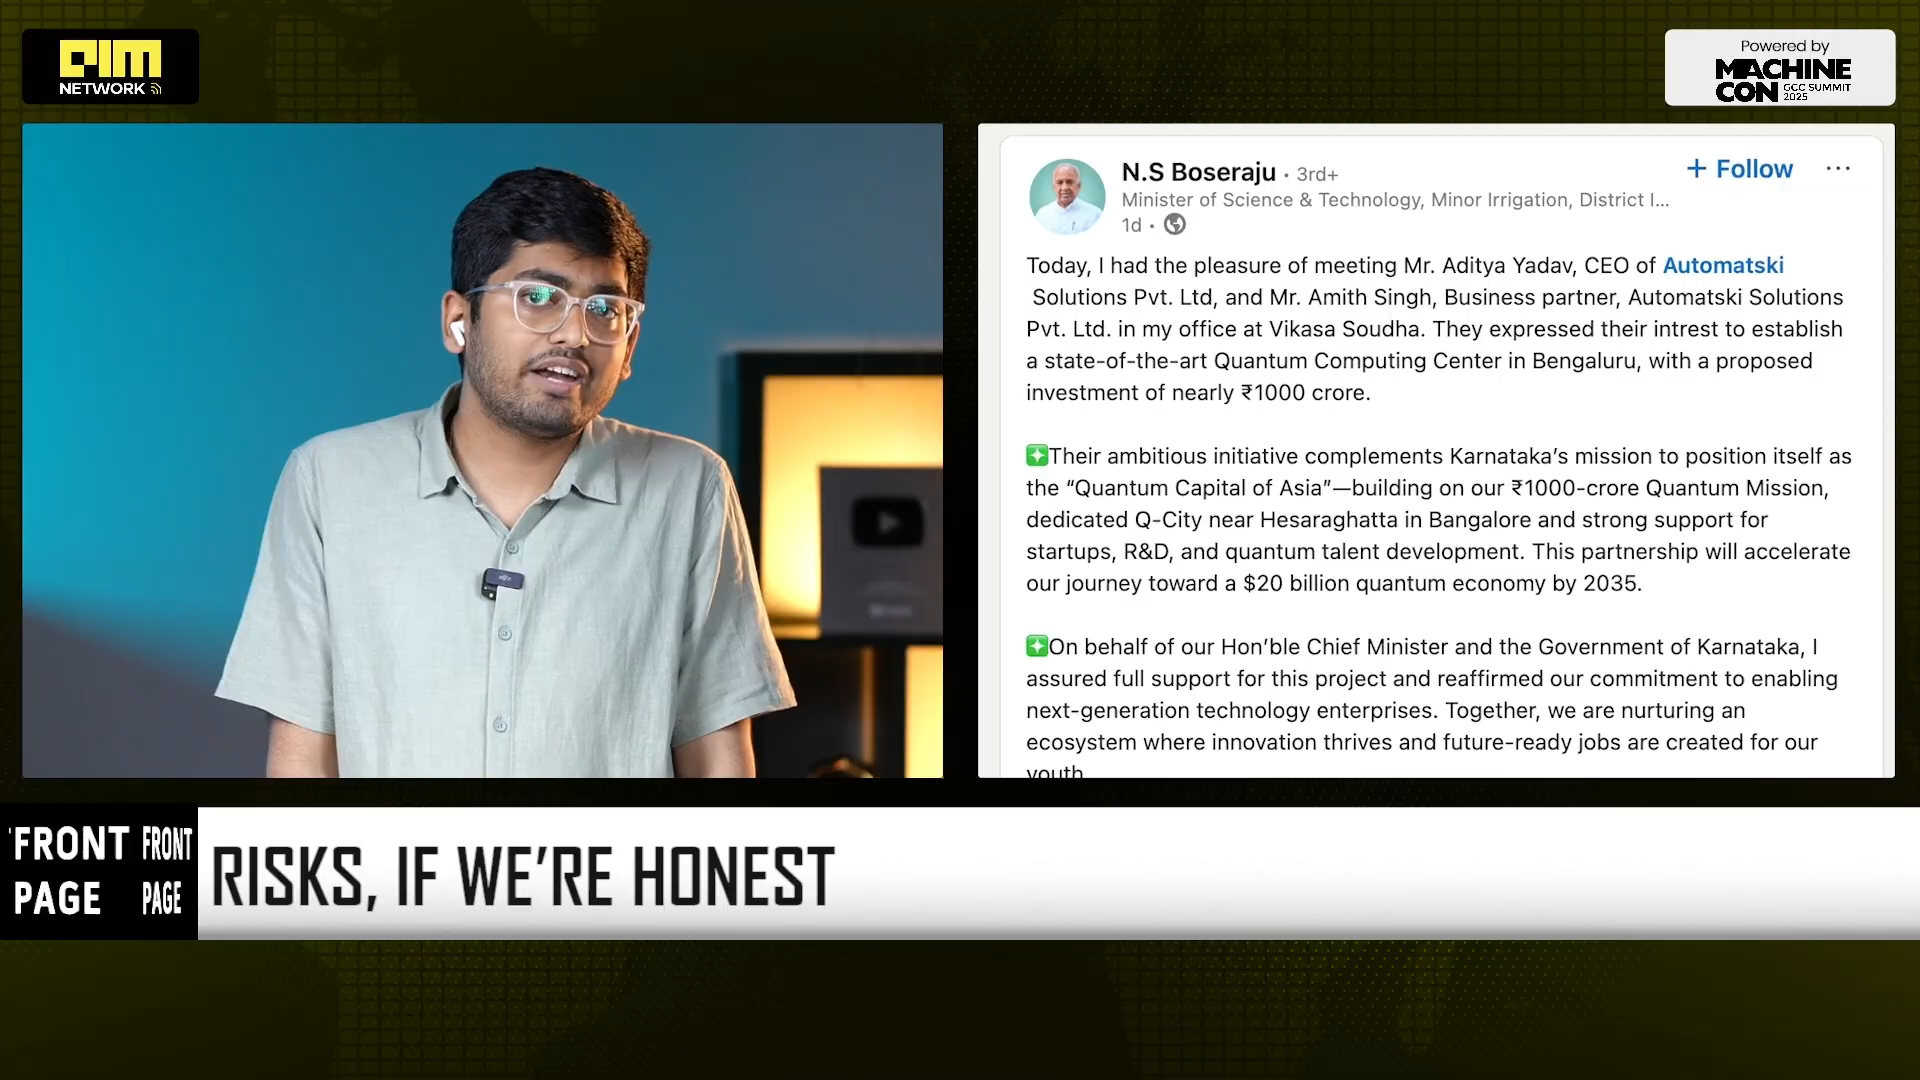 AIM
NETWORK
Powered by
MACHINE
CON GCC SUMMIT
2025
N.S Boseraju • 3rd+
+ Follow
Minister of Science & Technology, Minor Irrigation, District I...
1d •
Today, I had the pleasure of meeting Mr. Aditya Yadav, CEO of Automatski
Solutions Pvt. Ltd, and Mr. Amith Singh, Business partner, Automatski Solutions
Pvt. Ltd. in my office at Vikasa Soudha. They expressed their intrest to establish
a state-of-the-art Quantum Computing Center in Bengaluru, with a proposed
investment of nearly ₹1000 crore.
Their ambitious initiative complements Karnataka’s mission to position itself as
the “Quantum Capital of Asia”—building on our ₹1000-crore Quantum Mission,
dedicated Q-City near Hesaraghatta in Bangalore and strong support for
startups, R&D, and quantum talent development. This partnership will accelerate
our journey toward a $20 billion quantum economy by 2035.
On behalf of our Hon’ble Chief Minister and the Government of Karnataka, I
assured full support for this project and reaffirmed our commitment to enabling
next-generation technology enterprises. Together, we are nurturing an
ecosystem where innovation thrives and future-ready jobs are created for our
youth
FRONT FRONT
PAGE PAGE
RISKS, IF WE’RE HONEST